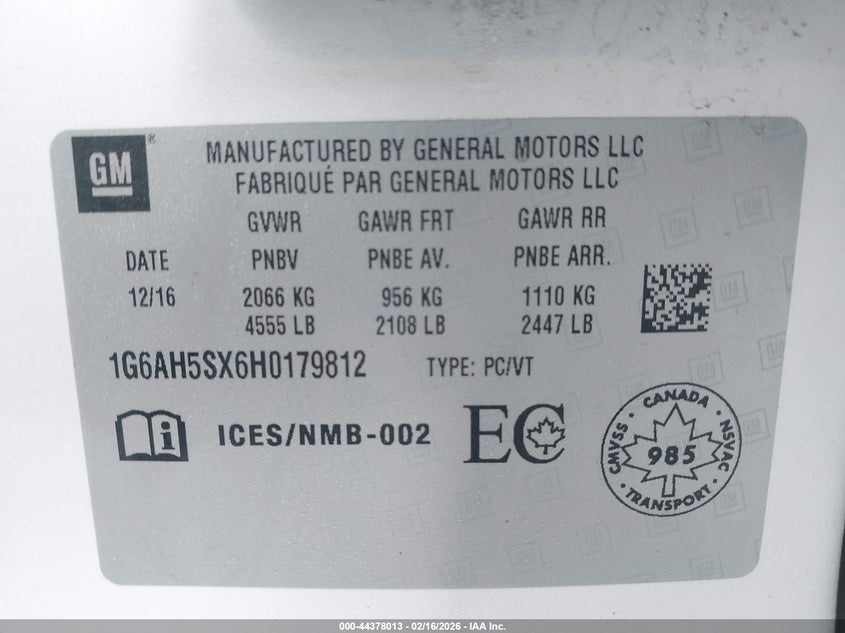 GM ®
MANUFACTURED BY GENERAL MOTORS LLC
FABRIQUÉ PAR GENERAL MOTORS LLC
GVWR GAWR FRT GAWR RR
DATE PNBV PNBE AV. PNBE ARR.
12/16 2066 KG 956 KG 1110 KG
4555 LB 2108 LB 2447 LB
1G6AH5SX6H0179812 TYPE: PC/VT
i ICES/NMB-002 EC
CANADA
CMVSS · 985 · NSVAC
TRANSPORT
000-44378013 - 02/16/2026 - IAA Inc.